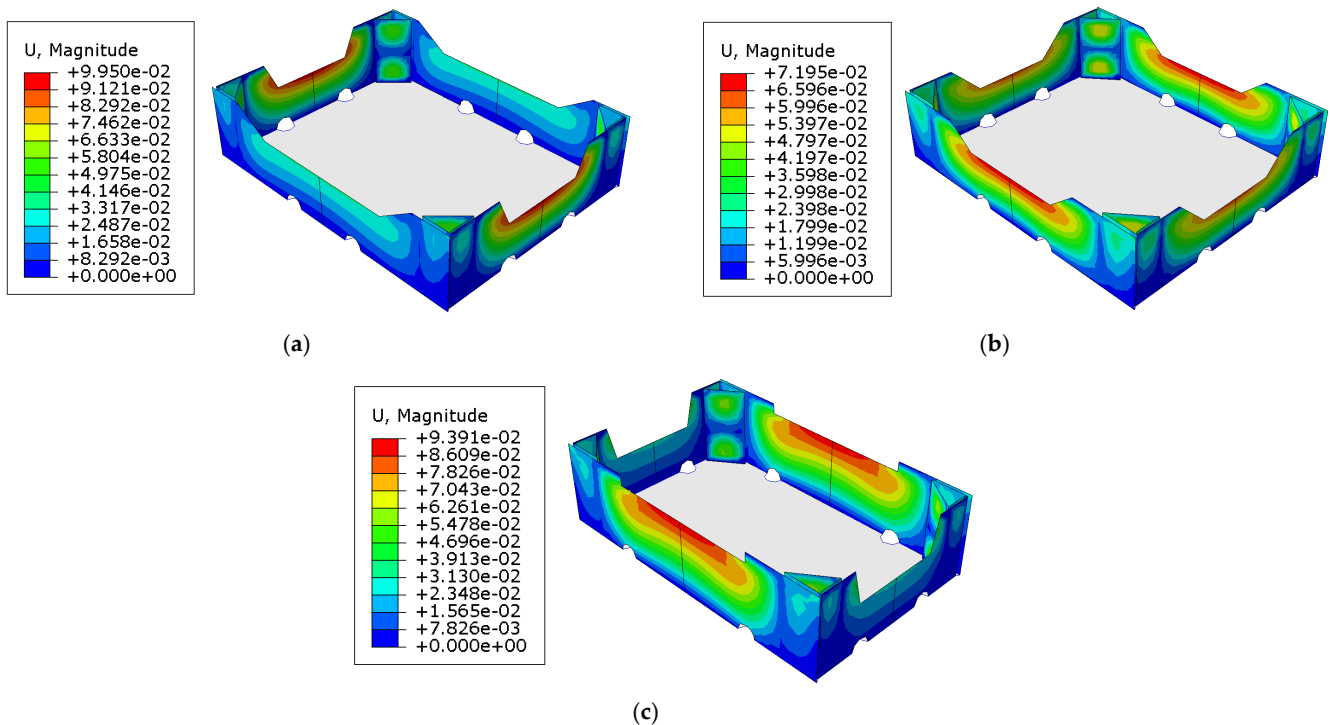 U, Magnitude
+9.950e-02
+9.121e-02
+8.292e-02
+7.462e-02
+6.633e-02
+5.804e-02
+4.975e-02
+4.146e-02
+3.317e-02
+2.487e-02
+1.658e-02
+8.292e-03
+0.000e+00
(a)
U, Magnitude
+7.195e-02
+6.596e-02
+5.996e-02
+5.397e-02
+4.797e-02
+4.197e-02
+3.598e-02
+2.998e-02
+2.398e-02
+1.799e-02
+1.199e-02
+5.996e-03
+0.000e+00
(b)
U, Magnitude
+9.391e-02
+8.609e-02
+7.826e-02
+7.043e-02
+6.261e-02
+5.478e-02
+4.696e-02
+3.913e-02
+3.130e-02
+2.348e-02
+1.565e-02
+7.826e-03
+0.000e+00
(c)